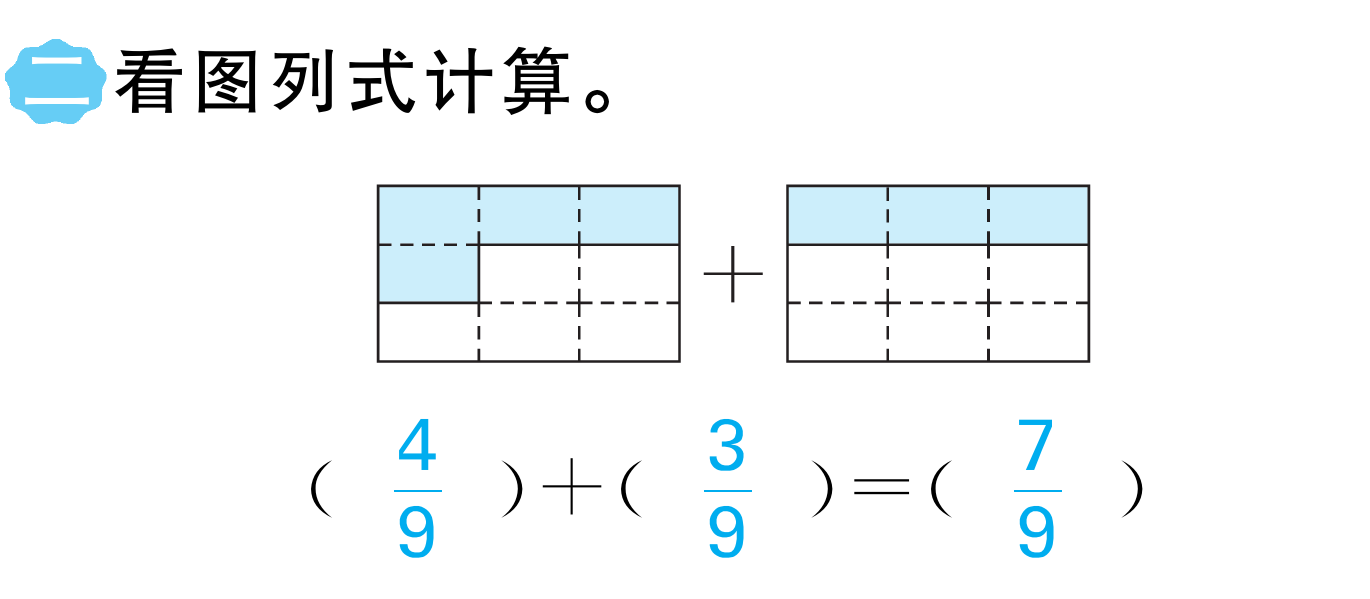 二 看图列式计算。
+
( 4/9 ) + ( 3/9 ) = ( 7/9 )